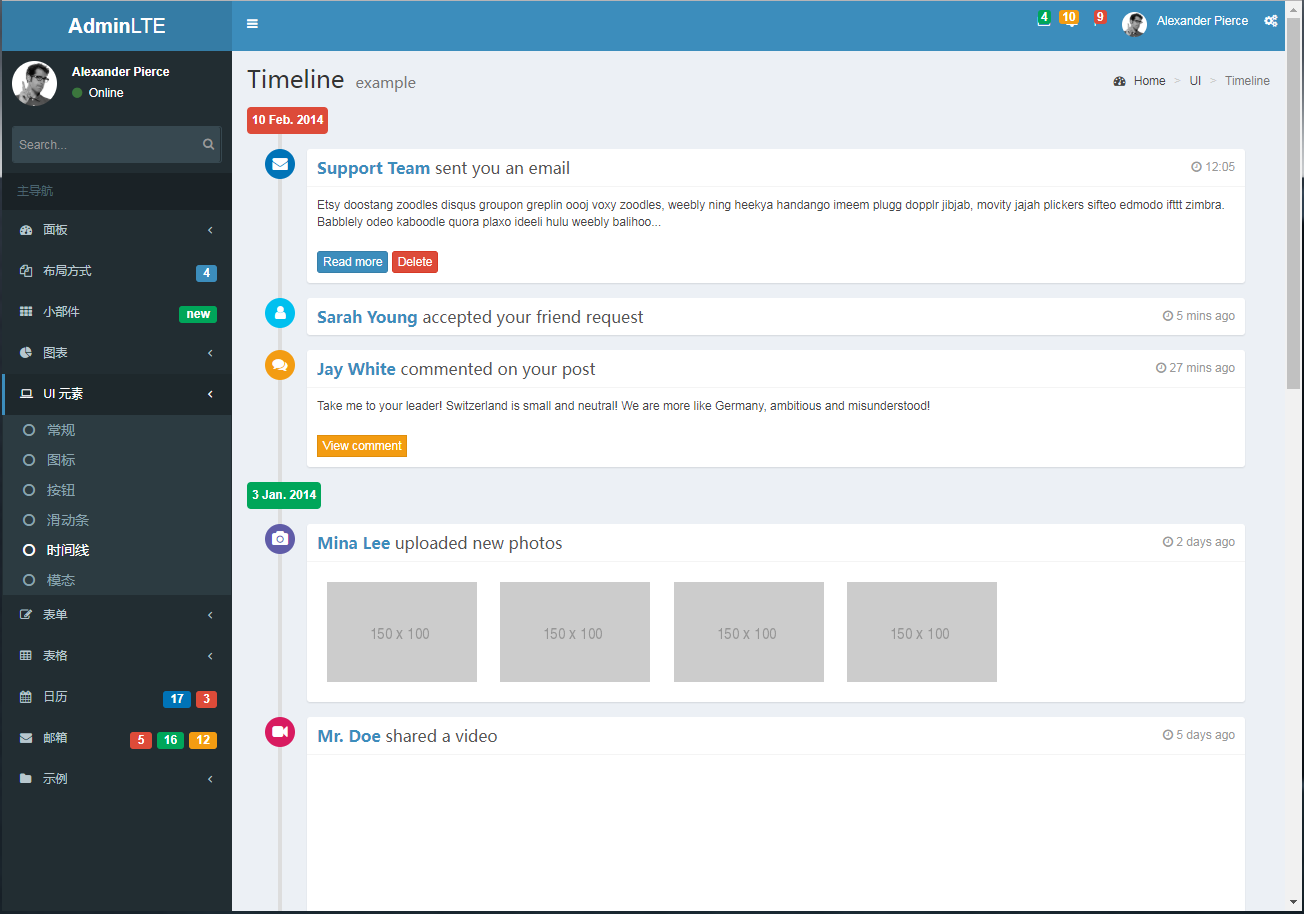 AdminLTE
4
10
9
Alexander Pierce
Alexander Pierce
Online
Search...
主导航
面板
布局方式 4
小部件 new
图表
UI 元素
常规
图标
按钮
滑动条
时间线
模态
表单
表格
日历 17 3
邮箱 5 16 12
示例
Timeline example
Home > UI > Timeline
10 Feb. 2014
Support Team sent you an email 12:05
Etsy doostang zoodles disqus groupon greplin oooj voxy zoodles, weebly ning heekya handango imeem plugg dopplr jibjab, movity jajah plickers sifteo edmodo ifttt zimbra.
Babblely odeo kaboodle quora plaxo ideeli hulu weebly balihoo...
Read more Delete
Sarah Young accepted your friend request 5 mins ago
Jay White commented on your post 27 mins ago
Take me to your leader! Switzerland is small and neutral! We are more like Germany, ambitious and misunderstood!
View comment
3 Jan. 2014
Mina Lee uploaded new photos 2 days ago
150 x 100 150 x 100 150 x 100 150 x 100
Mr. Doe shared a video 5 days ago